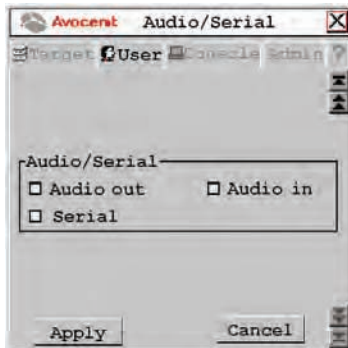 Avocent Audio/Serial
Target User Console Admin ?
Audio/Serial
Audio out Audio in
Serial
Apply Cancel